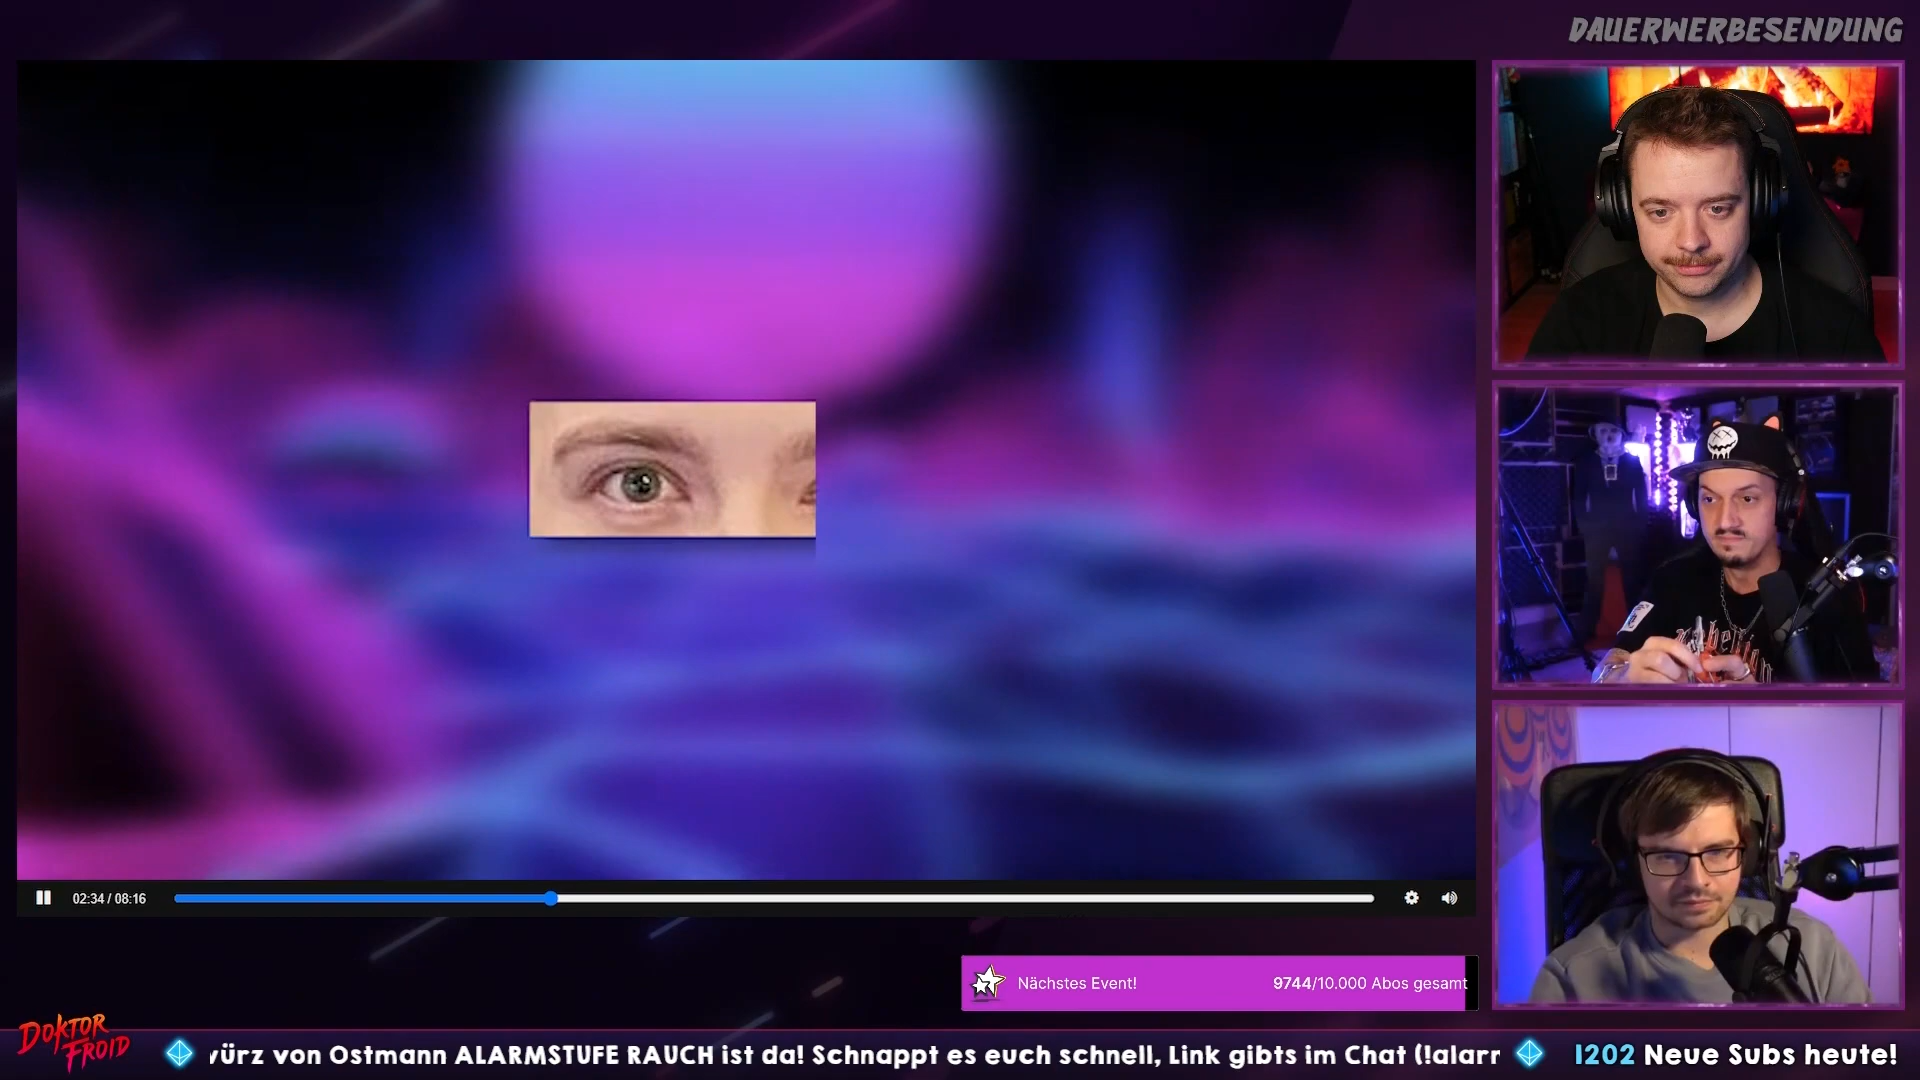 DAUERWERBESENDUNG
02:34 / 08:16
Nächstes Event! 9744/10.000 Abos gesamt
DOKTOR
FROID
würz von Ostmann ALARMSTUFE RAUCH ist da! Schnappt es euch schnell, Link gibts im Chat (!alarr
1202 Neue Subs heute!